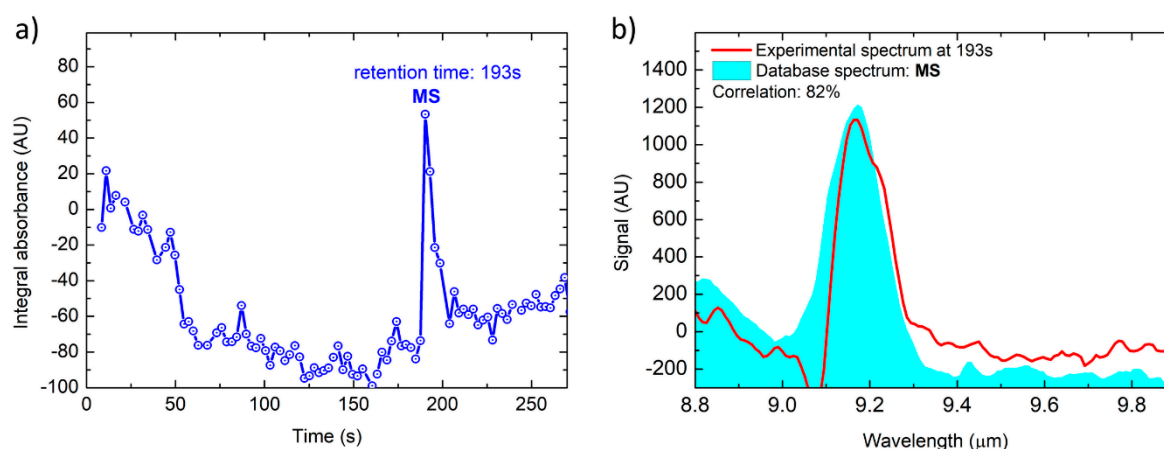 a)
Integral absorbance (AU)
80
60
40
20
0
-20
-40
-60
-80
-100
retention time: 193s
MS
0
50
100
150
200
250
Time (s)
b)
Signal (AU)
1400
1200
1000
800
600
400
200
0
-200
Experimental spectrum at 193s
Database spectrum: MS
Correlation: 82%
8.8
9.0
9.2
9.4
9.6
9.8
Wavelength (μm)